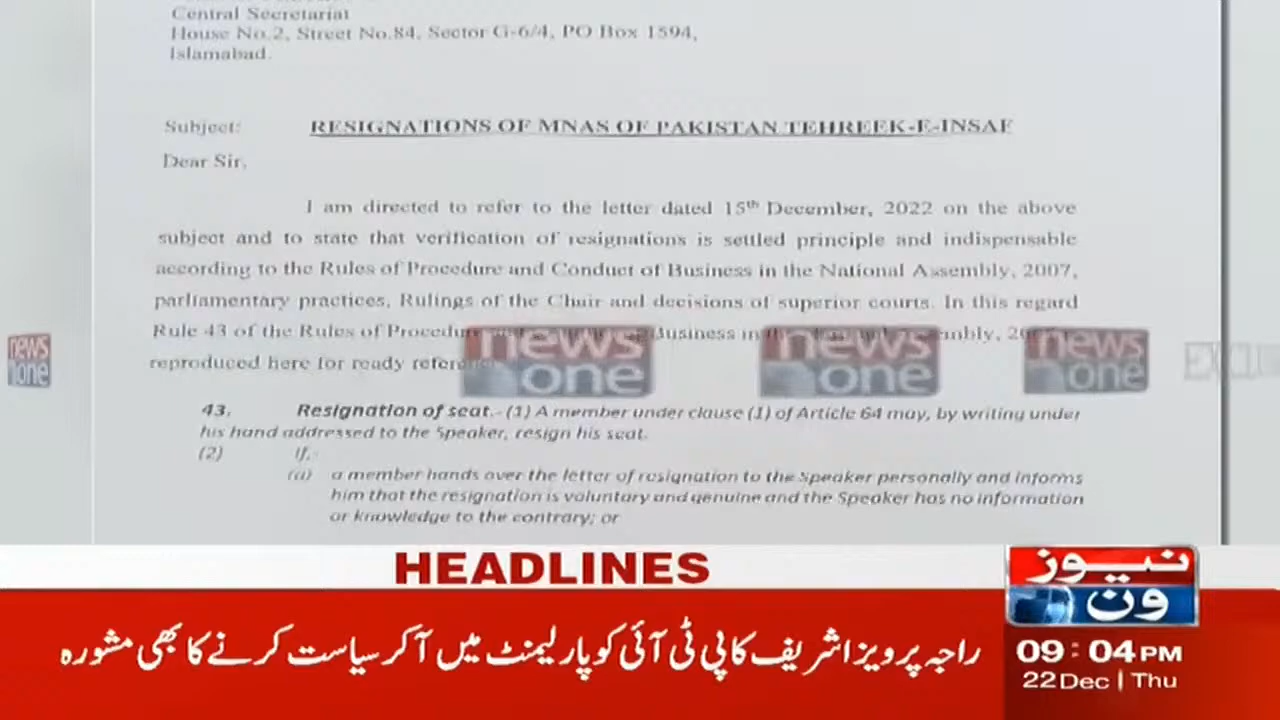 Central Secretariat
House No.2, Street No.84, Sector G-6/4, PO Box 1594,
Islamabad.
Subject: RESIGNATIONS OF MNAS OF PAKISTAN TEHREEK-E-INSAF
Dear Sir,
I am directed to refer to the letter dated 15th December, 2022 on the above
subject and to state that verification of resignations is settled principle and indispensable
according to the Rules of Procedure and Conduct of Business in the National Assembly, 2007,
parliamentary practices, Rulings of the Chair and decisions of superior courts. In this regard
Rule 43 of the Rules of Procedure Business in
reproduced here for ready
news one
news one
news one
news one
43. Resignation of seat.- (1) A member under clause (1) of Article 64 may, by writing under
his hand addressed to the Speaker, resign his seat.
(2) If,-
(a) a member hands over the letter of resignation to the Speaker personally and informs
him that the resignation is voluntary and genuine and the Speaker has no information
or knowledge to the contrary; or
HEADLINES
نیوز ون
راجہ پرویز اشرف کا پی ٹی آئی کو پارلیمنٹ میں آکر سیاست کرنے کا بھی مشورہ
09:04PM
22Dec | Thu